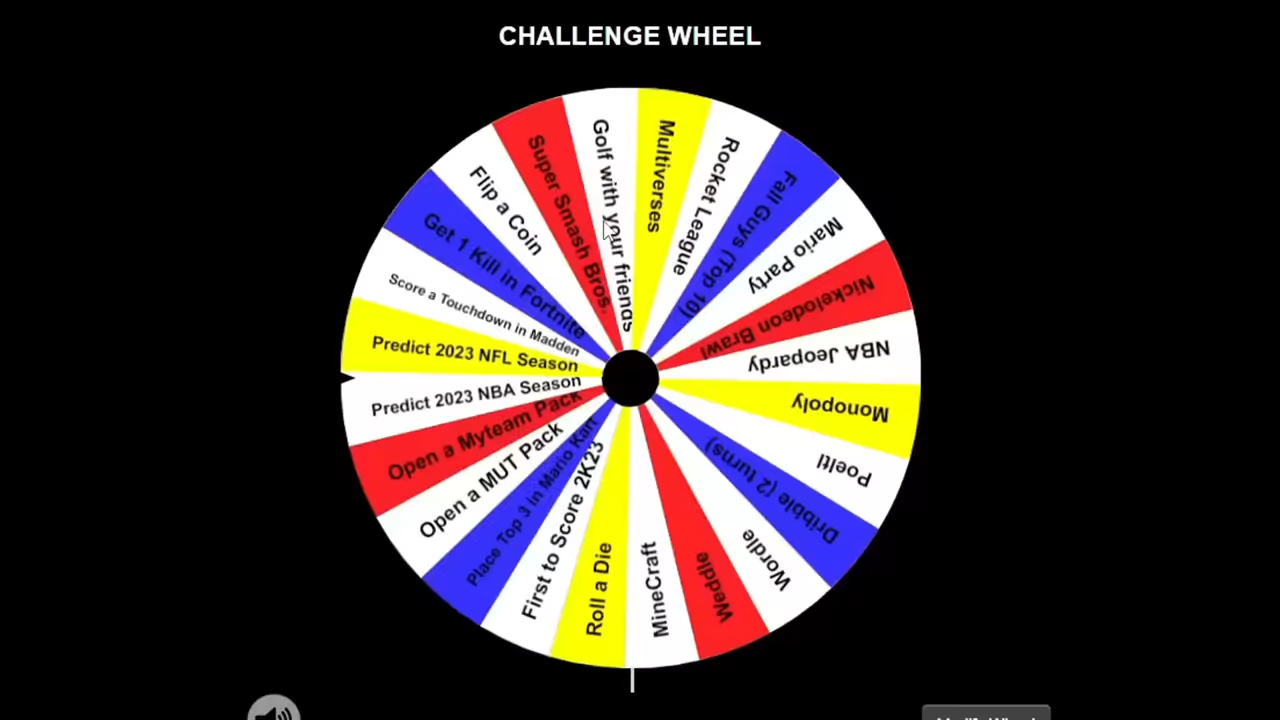 CHALLENGE WHEEL
Multiverses
Rocket League
Fall Guys (Top 10)
Mario Party
Nickelodeon Brawl
NBA Jeopardy
Monopoly
Poeltl
Dribble (2 turns)
Wordle
Weddle
MineCraft
Roll a Die
First to Score 2K23
Place Top 3 in Mario Kart
Open a MUT Pack
Open a Myteam Pack
Predict 2023 NBA Season
Predict 2023 NFL Season
Score a Touchdown in Madden
Get 1 Kill in Fortnite
Flip a Coin
Super Smash Bros.
Golf with your friends